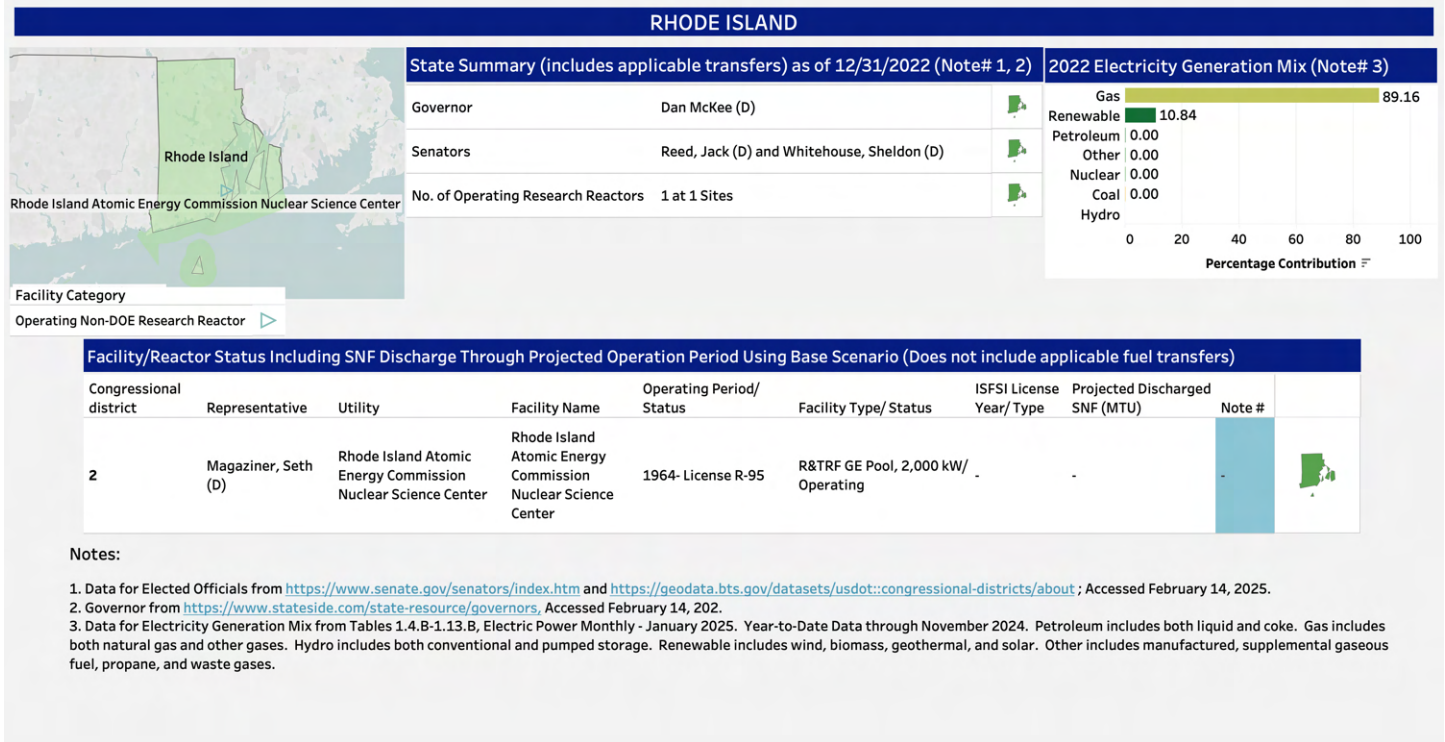 RHODE ISLAND
Rhode Island
Rhode Island Atomic Energy Commission Nuclear Science Center
Facility Category
Operating Non-DOE Research Reactor
State Summary (includes applicable transfers) as of 12/31/2022 (Note# 1, 2)
Governor Dan McKee (D)
Senators Reed, Jack (D) and Whitehouse, Sheldon (D)
No. of Operating Research Reactors 1 at 1 Sites
2022 Electricity Generation Mix (Note# 3)
Gas 89.16
Renewable 10.84
Petroleum 0.00
Other 0.00
Nuclear 0.00
Coal 0.00
Hydro
0 20 40 60 80 100
Percentage Contribution
Facility/Reactor Status Including SNF Discharge Through Projected Operation Period Using Base Scenario (Does not include applicable fuel transfers)
Congressional
district
Representative
Utility
Facility Name
Operating Period/
Status
Facility Type/ Status
ISFSI License
Year/ Type
Projected Discharged
SNF (MTU)
Note #
2
Magaziner, Seth
(D)
Rhode Island Atomic
Energy Commission
Nuclear Science Center
Rhode Island
Atomic Energy
Commission
Nuclear Science
Center
1964- License R-95
R&TRF GE Pool, 2,000 kW/
Operating
-
-
-
Notes:
1. Data for Elected Officials from https://www.senate.gov/senators/index.htm and https://geodata.bts.gov/datasets/usdot::congressional-districts/about ; Accessed February 14, 2025.
2. Governor from https://www.stateside.com/state-resource/governors, Accessed February 14, 202.
3. Data for Electricity Generation Mix from Tables 1.4.B-1.13.B, Electric Power Monthly - January 2025. Year-to-Date Data through November 2024. Petroleum includes both liquid and coke. Gas includes
both natural gas and other gases. Hydro includes both conventional and pumped storage. Renewable includes wind, biomass, geothermal, and solar. Other includes manufactured, supplemental gaseous
fuel, propane, and waste gases.